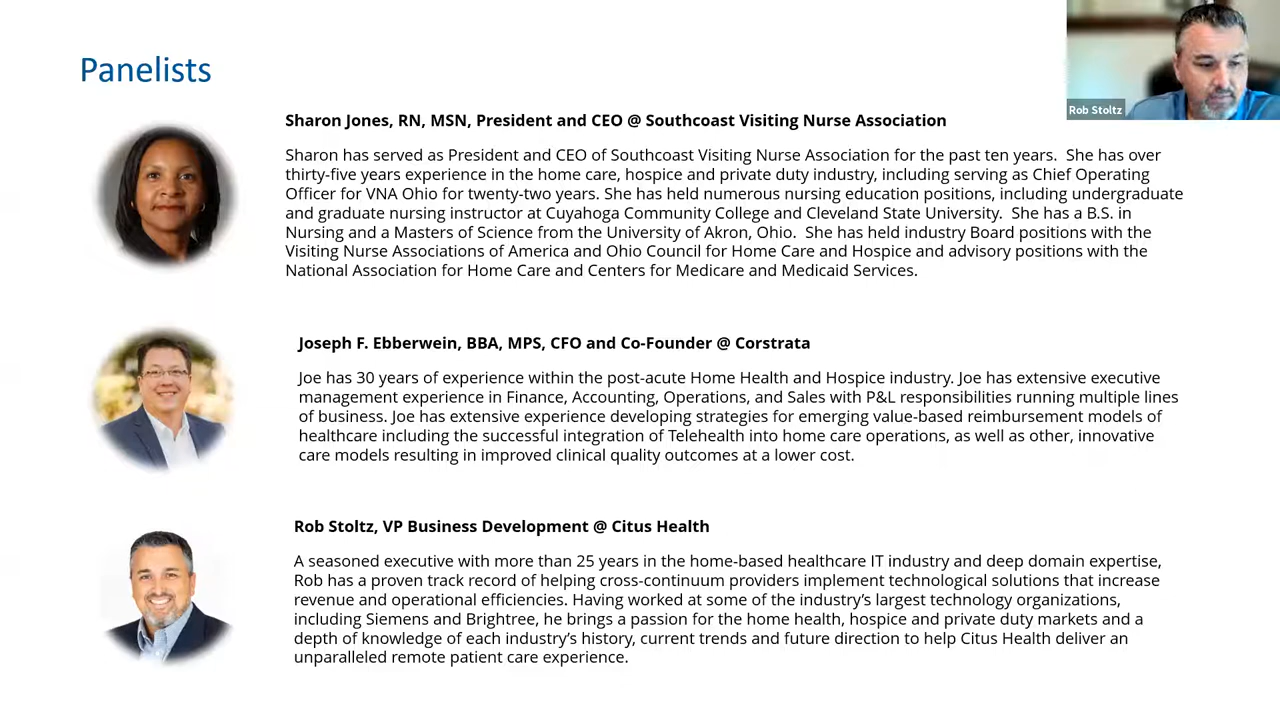 Panelists
Rob Stoltz
Sharon Jones, RN, MSN, President and CEO @ Southcoast Visiting Nurse Association
Sharon has served as President and CEO of Southcoast Visiting Nurse Association for the past ten years.  She has over
thirty-five years experience in the home care, hospice and private duty industry, including serving as Chief Operating
Officer for VNA Ohio for twenty-two years. She has held numerous nursing education positions, including undergraduate
and graduate nursing instructor at Cuyahoga Community College and Cleveland State University.  She has a B.S. in
Nursing and a Masters of Science from the University of Akron, Ohio.  She has held industry Board positions with the
Visiting Nurse Associations of America and Ohio Council for Home Care and Hospice and advisory positions with the
National Association for Home Care and Centers for Medicare and Medicaid Services.
Joseph F. Ebberwein, BBA, MPS, CFO and Co-Founder @ Corstrata
Joe has 30 years of experience within the post-acute Home Health and Hospice industry. Joe has extensive executive
management experience in Finance, Accounting, Operations, and Sales with P&L responsibilities running multiple lines
of business. Joe has extensive experience developing strategies for emerging value-based reimbursement models of
healthcare including the successful integration of Telehealth into home care operations, as well as other, innovative
care models resulting in improved clinical quality outcomes at a lower cost.
Rob Stoltz, VP Business Development @ Citus Health
A seasoned executive with more than 25 years in the home-based healthcare IT industry and deep domain expertise,
Rob has a proven track record of helping cross-continuum providers implement technological solutions that increase
revenue and operational efficiencies. Having worked at some of the industry’s largest technology organizations,
including Siemens and Brightree, he brings a passion for the home health, hospice and private duty markets and a
depth of knowledge of each industry’s history, current trends and future direction to help Citus Health deliver an
unparalleled remote patient care experience.